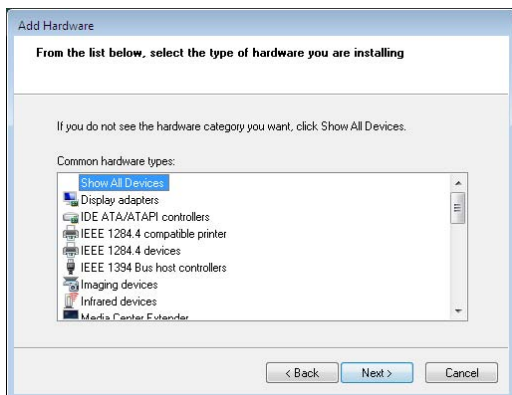 Add Hardware
From the list below, select the type of hardware you are installing
If you do not see the hardware category you want, click Show All Devices.
Common hardware types:
Show All Devices
Display adapters
IDE ATA/ATAPI controllers
IEEE 1284.4 compatible printer
IEEE 1284.4 devices
IEEE 1394 Bus host controllers
Imaging devices
Infrared devices
Media Center Extender
< Back Next > Cancel